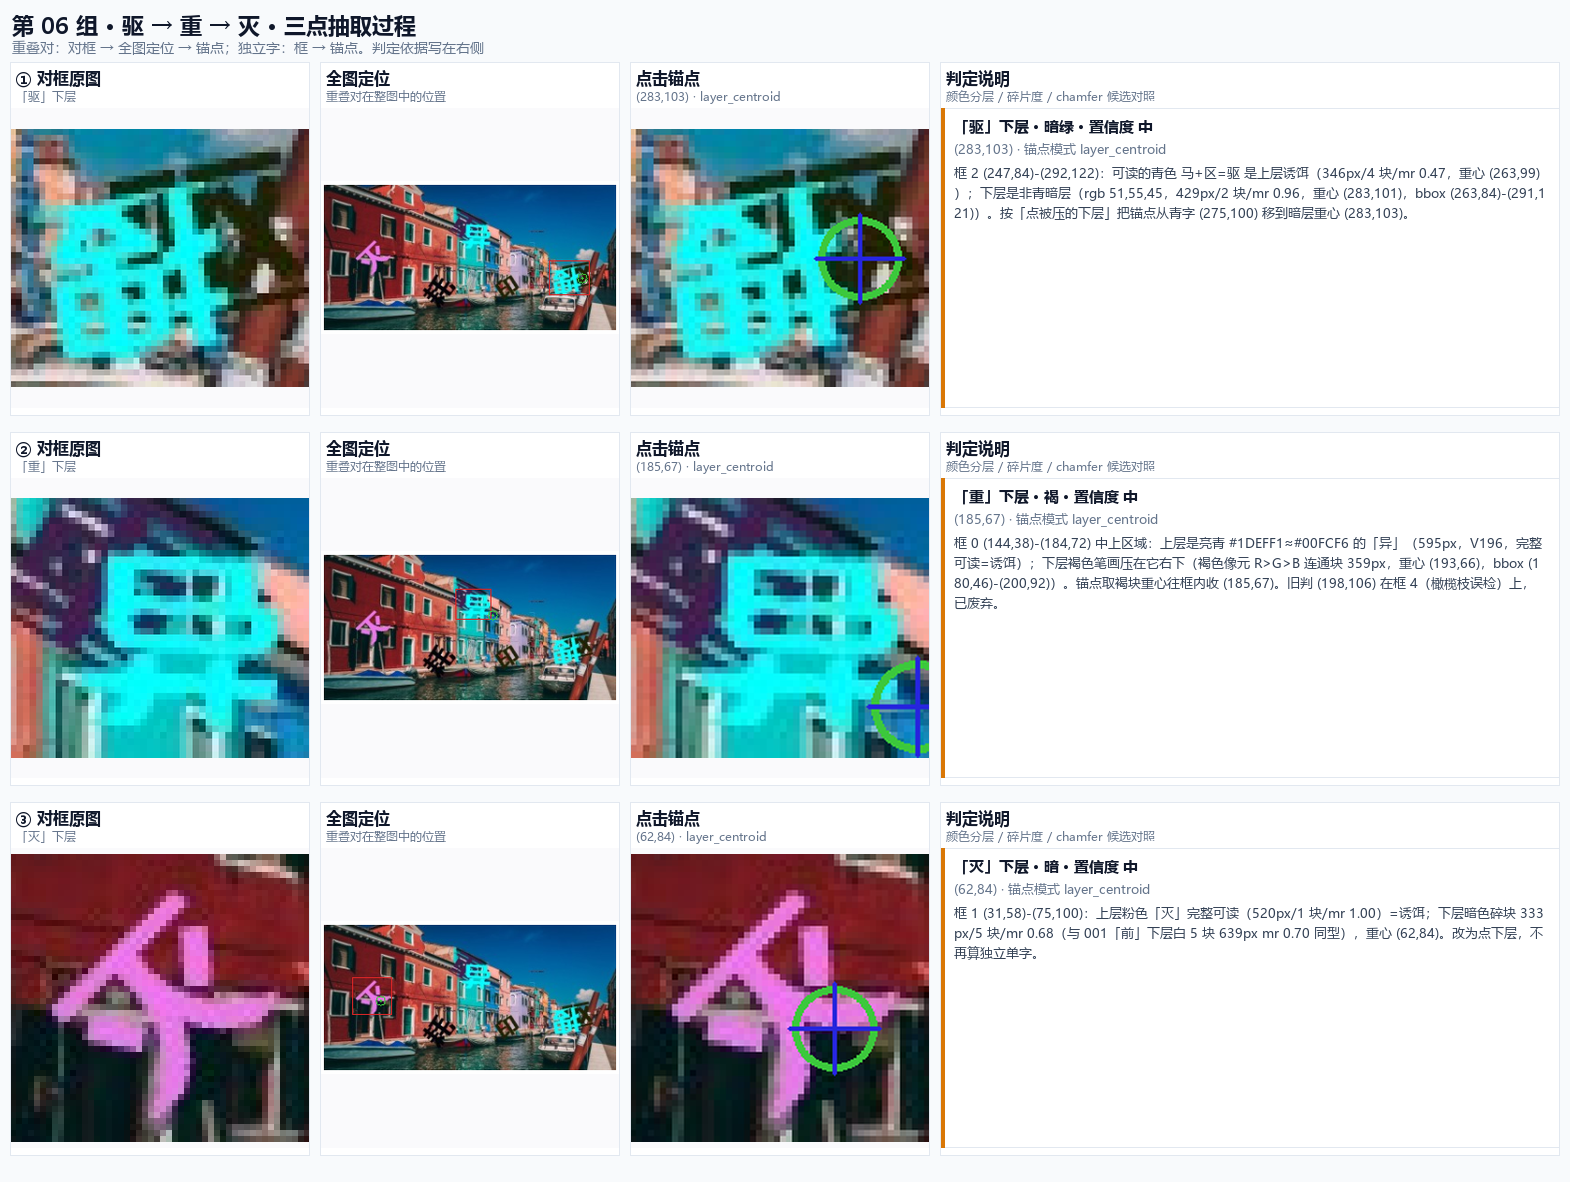 第 06 组 · 驱 → 重 → 灭 · 三点抽取过程
重叠对：对框 → 全图定位 → 锚点；独立字：框 → 锚点。判定依据写在右侧
① 对框原图
「驱」下层
全图定位
重叠对在整图中的位置
点击锚点
(283,103) · layer_centroid
判定说明
颜色分层 / 碎片度 / chamfer 候选对照
「驱」下层 · 暗绿 · 置信度 中
(283,103) · 锚点模式 layer_centroid
框 2 (247,84)-(292,122)：可读的青色 马+区=驱 是上层诱饵（346px/4 块/mr 0.47，重心 (263,99)
）；下层是非青暗层（rgb 51,55,45，429px/2 块/mr 0.96，重心 (283,101)，bbox (263,84)-(291,1
21)）。按「点被压的下层」把锚点从青字 (275,100) 移到暗层重心 (283,103)。
② 对框原图
「重」下层
全图定位
重叠对在整图中的位置
点击锚点
(185,67) · layer_centroid
判定说明
颜色分层 / 碎片度 / chamfer 候选对照
「重」下层 · 褐 · 置信度 中
(185,67) · 锚点模式 layer_centroid
框 0 (144,38)-(184,72) 中上区域：上层是亮青 #1DEFF1≈#00FCF6 的「异」（595px，V196，完整
可读=诱饵）；下层褐色笔画压在它右下（褐色像元 R>G>B 连通块 359px，重心 (193,66)，bbox (1
80,46)-(200,92)）。锚点取褐块重心往框内收 (185,67)。旧判 (198,106) 在框 4（橄榄枝误检）上，
已废弃。
③ 对框原图
「灭」下层
全图定位
重叠对在整图中的位置
点击锚点
(62,84) · layer_centroid
判定说明
颜色分层 / 碎片度 / chamfer 候选对照
「灭」下层 · 暗 · 置信度 中
(62,84) · 锚点模式 layer_centroid
框 1 (31,58)-(75,100)：上层粉色「灭」完整可读（520px/1 块/mr 1.00）=诱饵；下层暗色碎块 333
px/5 块/mr 0.68（与 001「前」下层白 5 块 639px mr 0.70 同型），重心 (62,84)。改为点下层，不
再算独立单字。